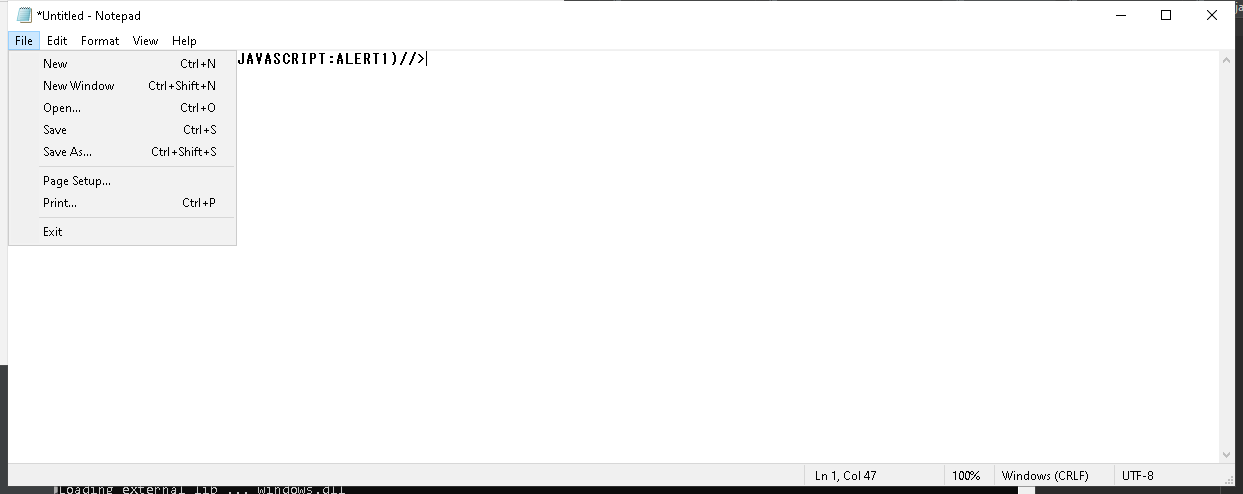 *Untitled - Notepad
File Edit Format View Help
JAVASCRIPT:ALERT1)//>
New Ctrl+N
New Window Ctrl+Shift+N
Open... Ctrl+O
Save Ctrl+S
Save As... Ctrl+Shift+S
Page Setup...
Print... Ctrl+P
Exit
Ln 1, Col 47 100% Windows (CRLF) UTF-8
Loading external lib ... windows.dll